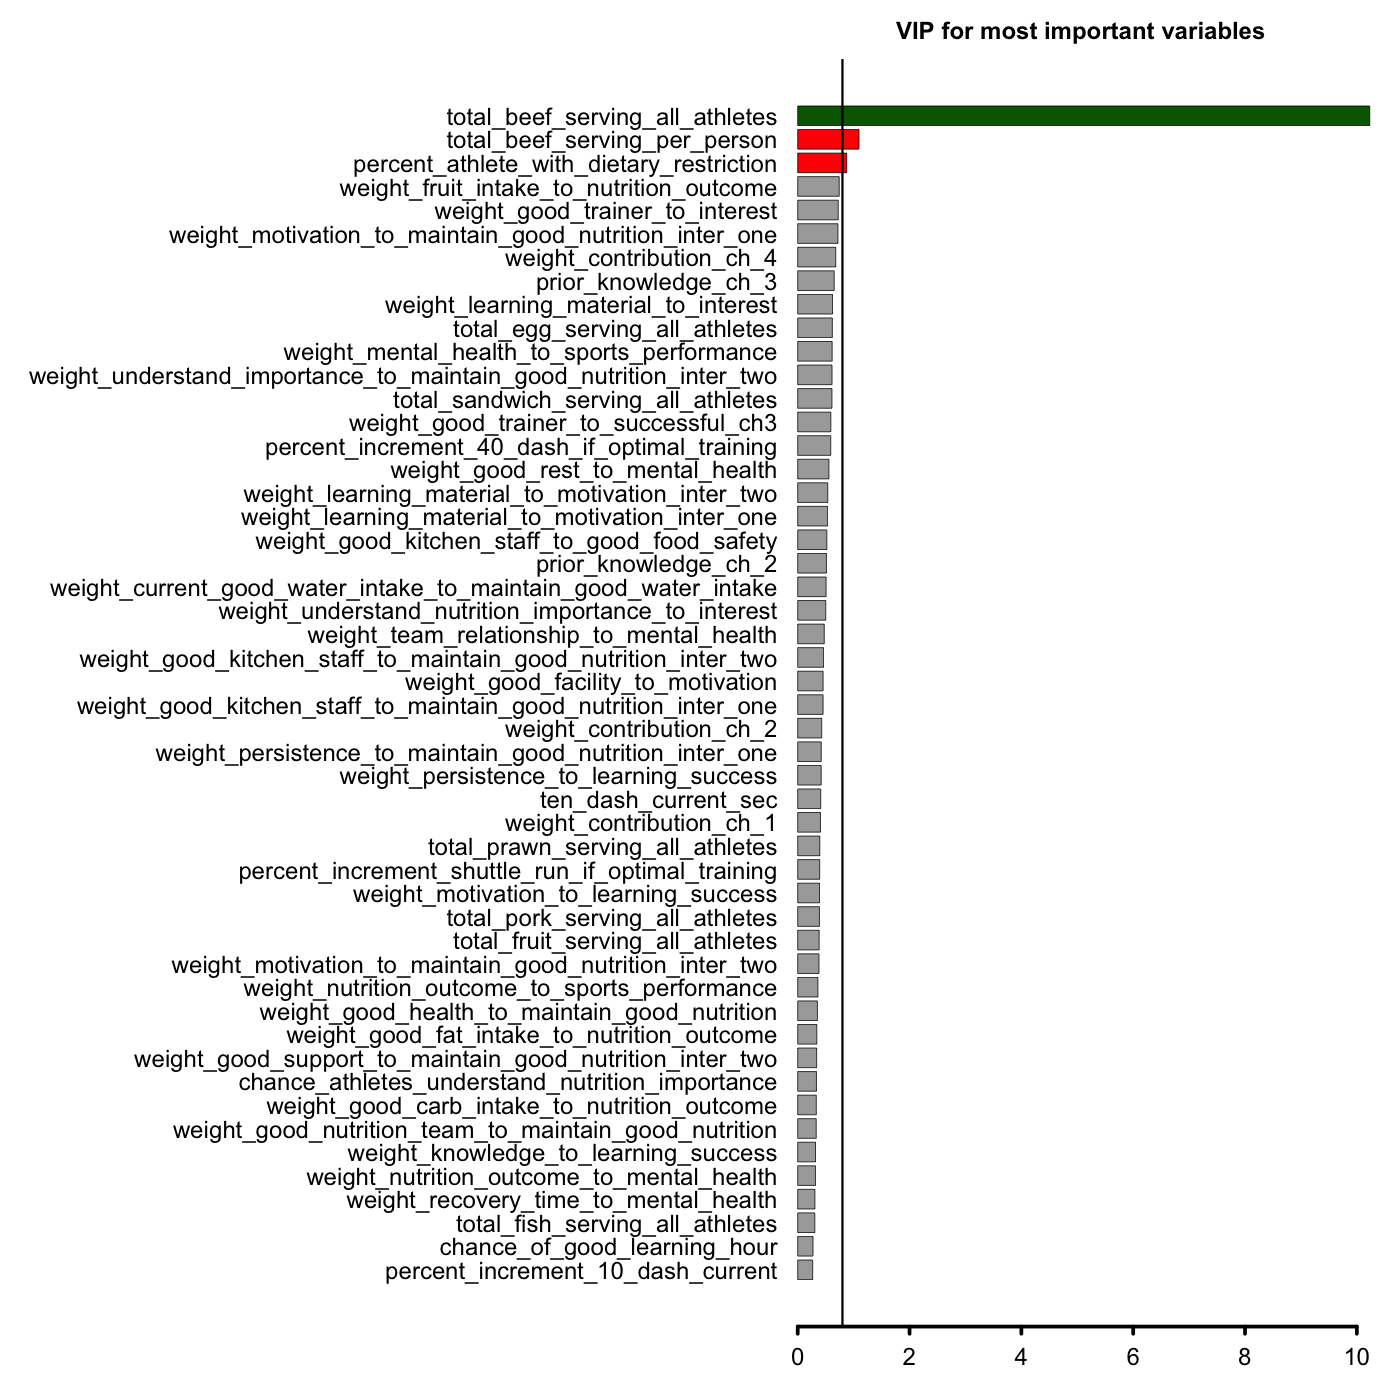 VIP for most important variables
total_beef_serving_all_athletes
total_beef_serving_per_person
percent_athlete_with_dietary_restriction
weight_fruit_intake_to_nutrition_outcome
weight_good_trainer_to_interest
weight_motivation_to_maintain_good_nutrition_inter_one
weight_contribution_ch_4
prior_knowledge_ch_3
weight_learning_material_to_interest
total_egg_serving_all_athletes
weight_mental_health_to_sports_performance
weight_understand_importance_to_maintain_good_nutrition_inter_two
total_sandwich_serving_all_athletes
weight_good_trainer_to_successful_ch3
percent_increment_40_dash_if_optimal_training
weight_good_rest_to_mental_health
weight_learning_material_to_motivation_inter_two
weight_learning_material_to_motivation_inter_one
weight_good_kitchen_staff_to_good_food_safety
prior_knowledge_ch_2
weight_current_good_water_intake_to_maintain_good_water_intake
weight_understand_nutrition_importance_to_interest
weight_team_relationship_to_mental_health
weight_good_kitchen_staff_to_maintain_good_nutrition_inter_two
weight_good_facility_to_motivation
weight_good_kitchen_staff_to_maintain_good_nutrition_inter_one
weight_contribution_ch_2
weight_persistence_to_maintain_good_nutrition_inter_one
weight_persistence_to_learning_success
ten_dash_current_sec
weight_contribution_ch_1
total_prawn_serving_all_athletes
percent_increment_shuttle_run_if_optimal_training
weight_motivation_to_learning_success
total_pork_serving_all_athletes
total_fruit_serving_all_athletes
weight_motivation_to_maintain_good_nutrition_inter_two
weight_nutrition_outcome_to_sports_performance
weight_good_health_to_maintain_good_nutrition
weight_good_fat_intake_to_nutrition_outcome
weight_good_support_to_maintain_good_nutrition_inter_two
chance_athletes_understand_nutrition_importance
weight_good_carb_intake_to_nutrition_outcome
weight_good_nutrition_team_to_maintain_good_nutrition
weight_knowledge_to_learning_success
weight_nutrition_outcome_to_mental_health
weight_recovery_time_to_mental_health
total_fish_serving_all_athletes
chance_of_good_learning_hour
percent_increment_10_dash_current
0 2 4 6 8 10